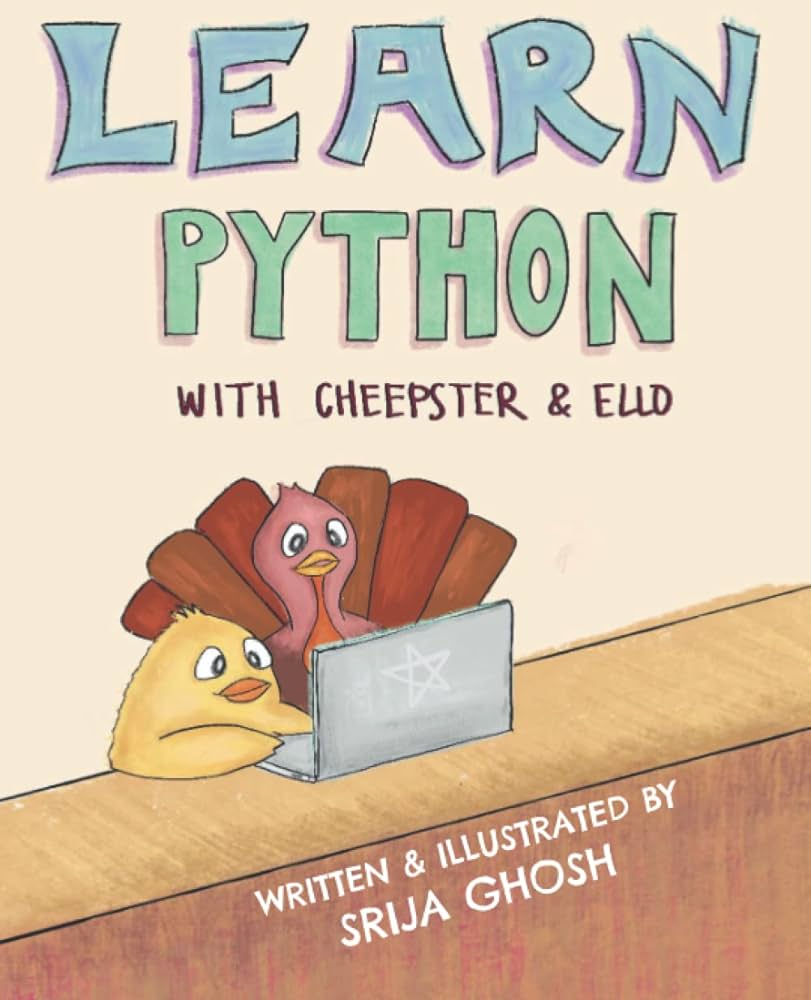 LEARN
PYTHON
WITH CHEEPSTER & ELLO
WRITTEN & ILLUSTRATED BY
SRIJA GHOSH